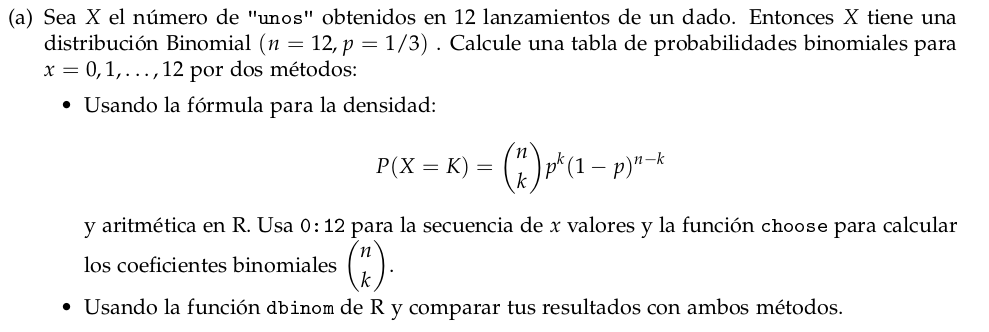 (a) Sea X el número de "unos" obtenidos en 12 lanzamientos de un dado. Entonces X tiene una
distribución Binomial (n = 12, p = 1/3) . Calcule una tabla de probabilidades binomiales para
x = 0, 1, . . . , 12 por dos métodos:
• Usando la fórmula para la densidad:
P(X = K) = (n k) p^k (1 − p)^{n−k}
y aritmética en R. Usa 0:12 para la secuencia de x valores y la función choose para calcular
los coeficientes binomiales (n k).
• Usando la función dbinom de R y comparar tus resultados con ambos métodos.